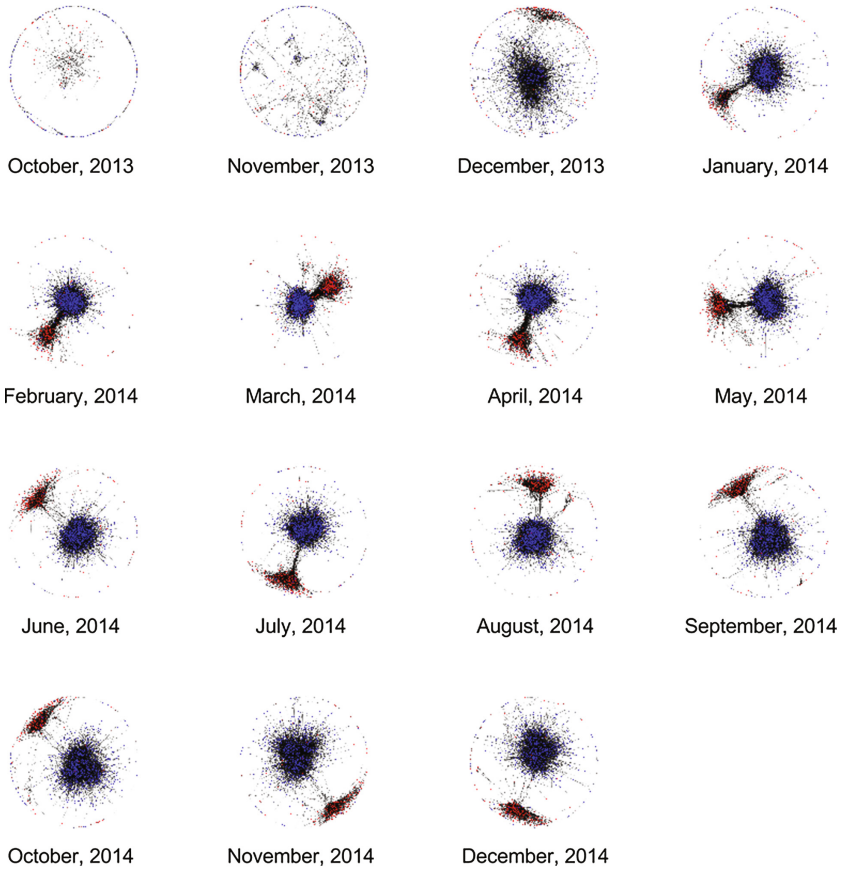 October, 2013
November, 2013
December, 2013
January, 2014
February, 2014
March, 2014
April, 2014
May, 2014
June, 2014
July, 2014
August, 2014
September, 2014
October, 2014
November, 2014
December, 2014